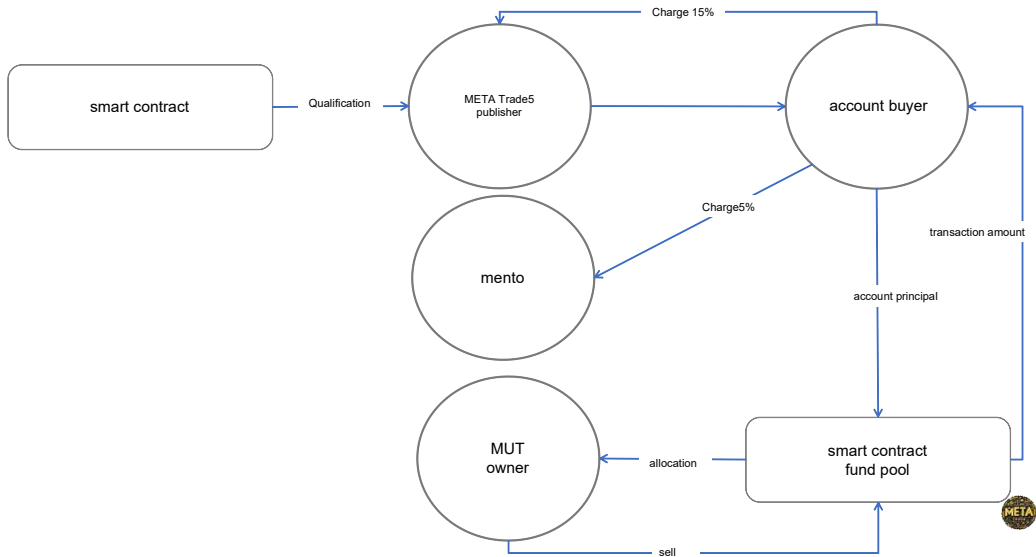 Charge 15%
smart contract
Qualification
META Trade5
publisher
account buyer
Charge5%
transaction amount
mento
account principal
MUT
owner
allocation
smart contract
fund pool
META
sell